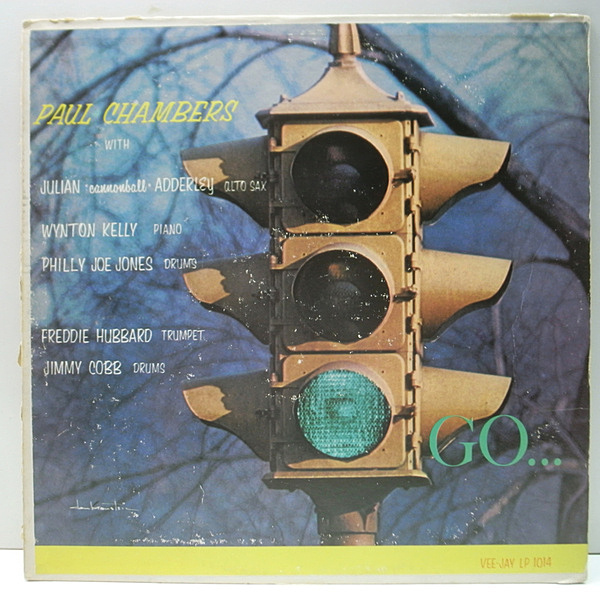 PAUL CHAMBERS
WITH
JULIAN "cannonball" ADDERLEY ALTO SAX
WYNTON KELLY PIANO
PHILLY JOE JONES DRUMS
FREDDIE HUBBARD TRUMPET
JIMMY COBB DRUMS
GO...
VEE-JAY LP 1014